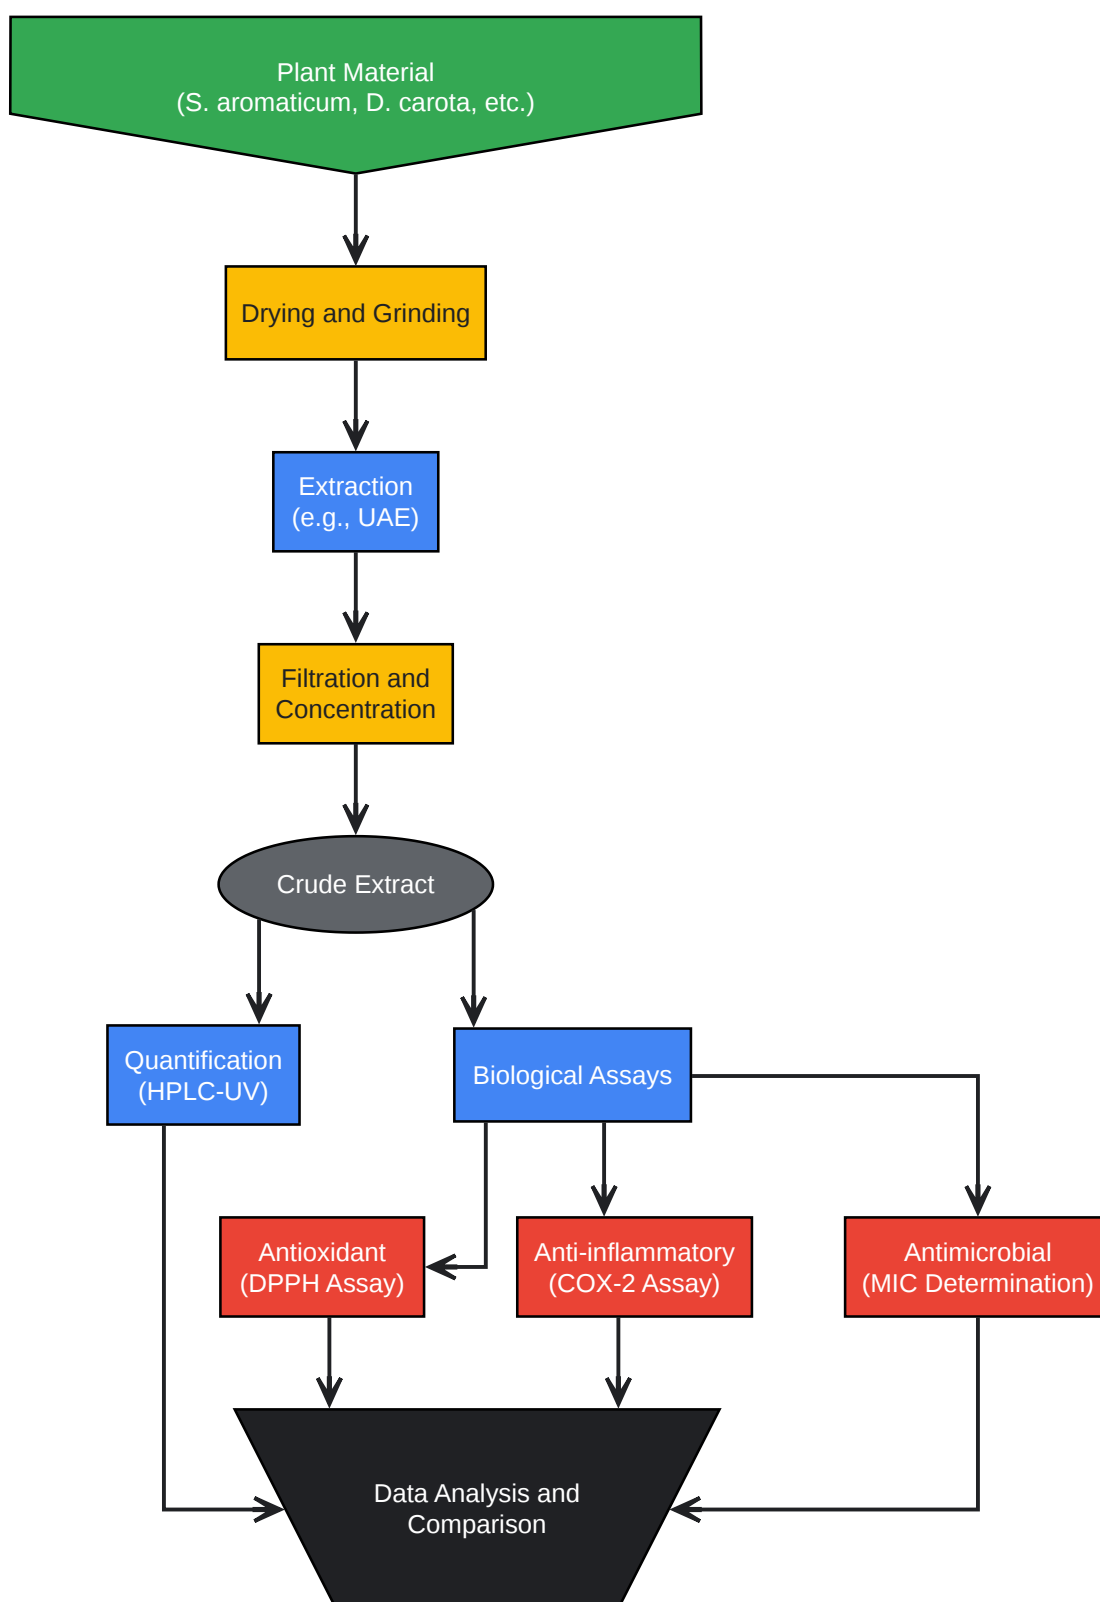 Plant Material
(S. aromaticum, D. carota, etc.)
Drying and Grinding
Extraction
(e.g., UAE)
Filtration and
Concentration
Crude Extract
Quantification
(HPLC-UV)
Biological Assays
Antioxidant
(DPPH Assay)
Anti-inflammatory
(COX-2 Assay)
Antimicrobial
(MIC Determination)
Data Analysis and
Comparison